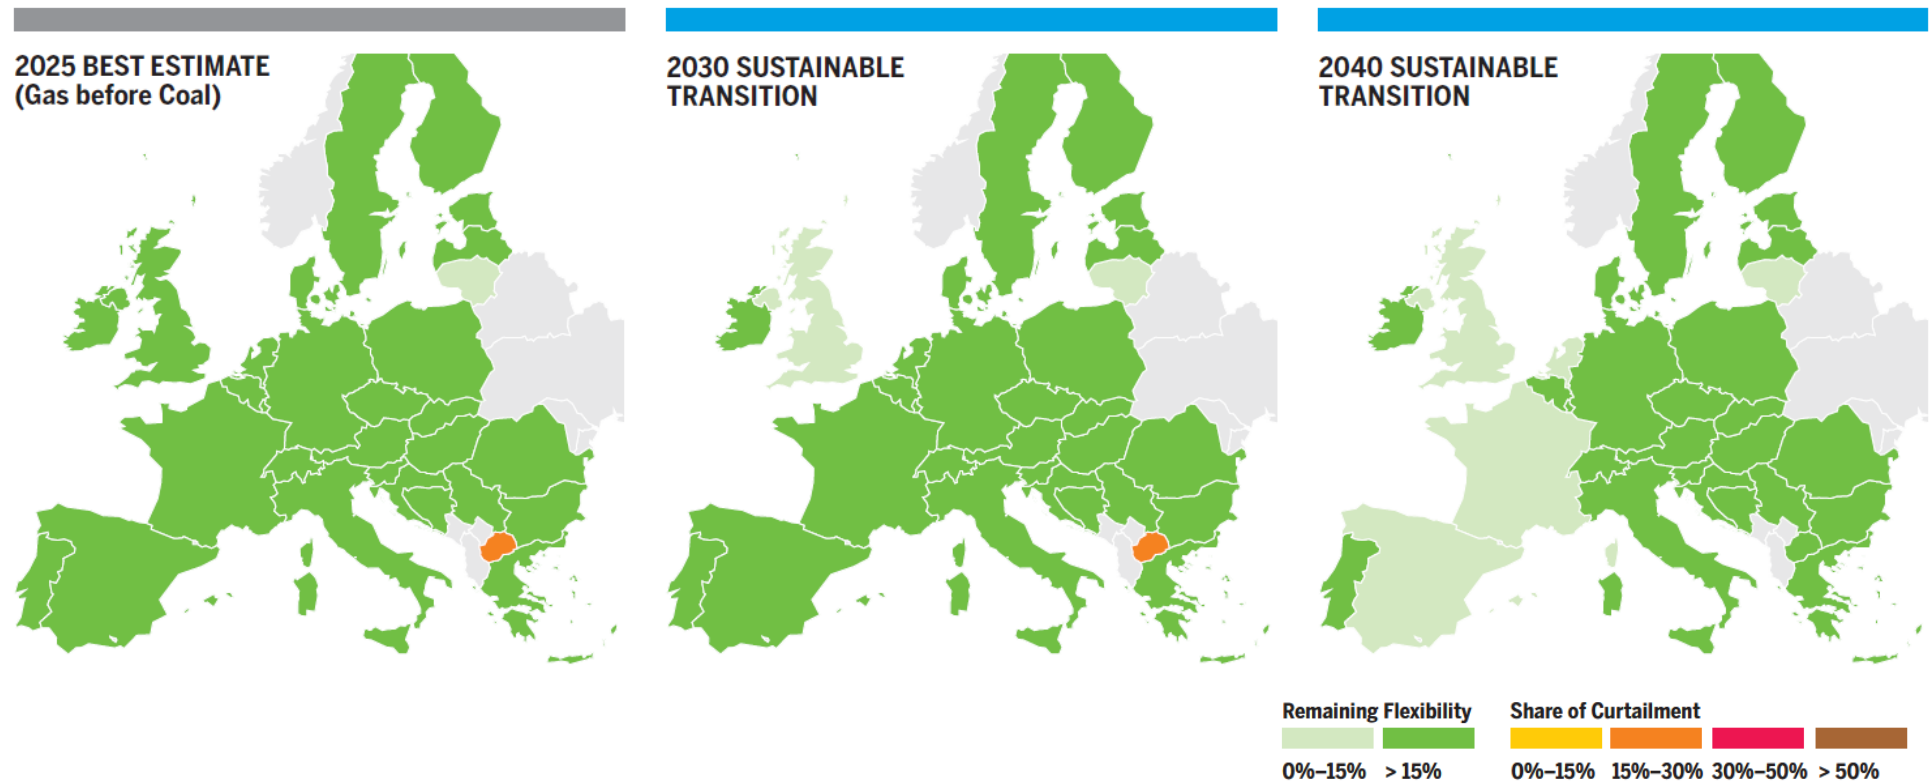 2025 BEST ESTIMATE
(Gas before Coal)
2030 SUSTAINABLE
TRANSITION
2040 SUSTAINABLE
TRANSITION
Remaining Flexibility
0%–15% > 15%
Share of Curtailment
0%–15% 15%–30% 30%–50% > 50%